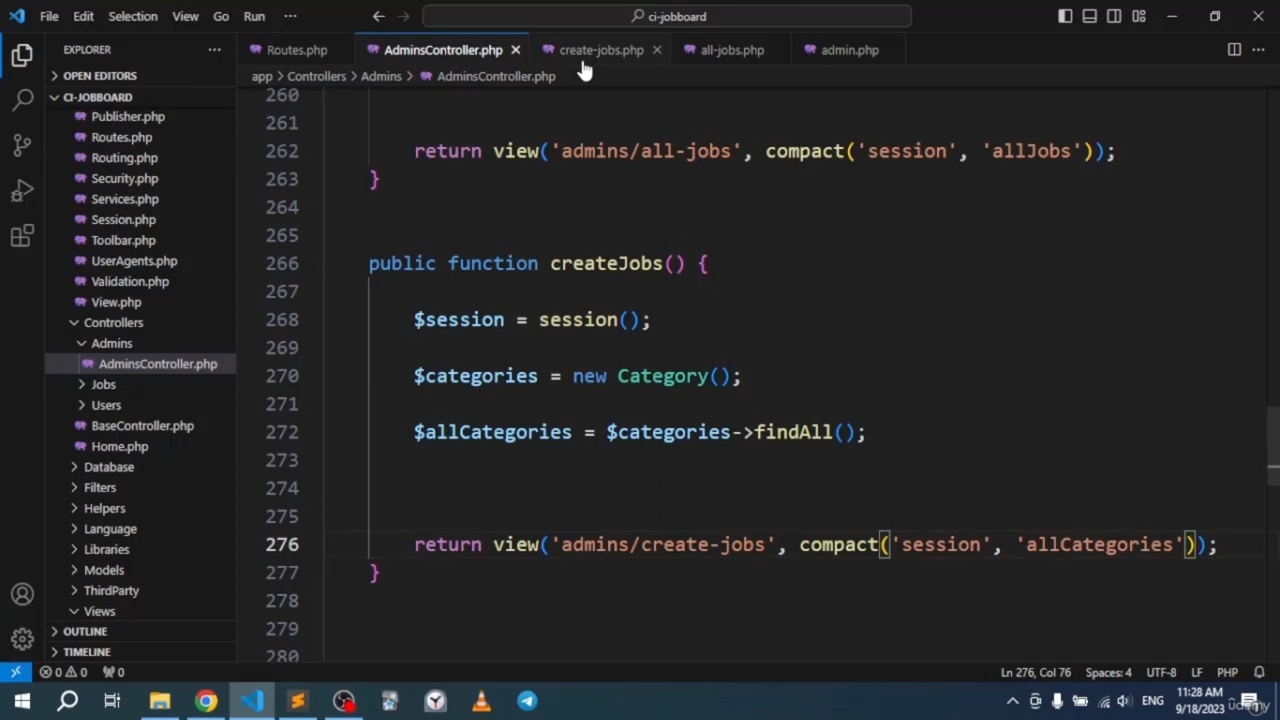 File Edit Selection View Go Run ··· ci-jobboard
EXPLORER ···
Routes.php AdminsController.php create-jobs.php all-jobs.php admin.php
OPEN EDITORS
app > Controllers > Admins > AdminsController.php
CI-JOBBOARD
Publisher.php
Routes.php
Routing.php
Security.php
Services.php
Session.php
Toolbar.php
UserAgents.php
Validation.php
View.php
Controllers
Admins
AdminsController.php
Jobs
Users
BaseController.php
Home.php
Database
Filters
Helpers
Language
Libraries
Models
ThirdParty
Views
OUTLINE
TIMELINE
260
261
262 return view('admins/all-jobs', compact('session', 'allJobs'));
263 }
264
265
266 public function createJobs() {
267
268 $session = session();
269
270 $categories = new Category();
271
272 $allCategories = $categories->findAll();
273
274
275
276 return view('admins/create-jobs', compact('session', 'allCategories'));
277 }
278
279
280
0 0 0 Ln 276, Col 76 Spaces: 4 UTF-8 LF PHP
ENG 11:28 AM
9/18/2023
udemy